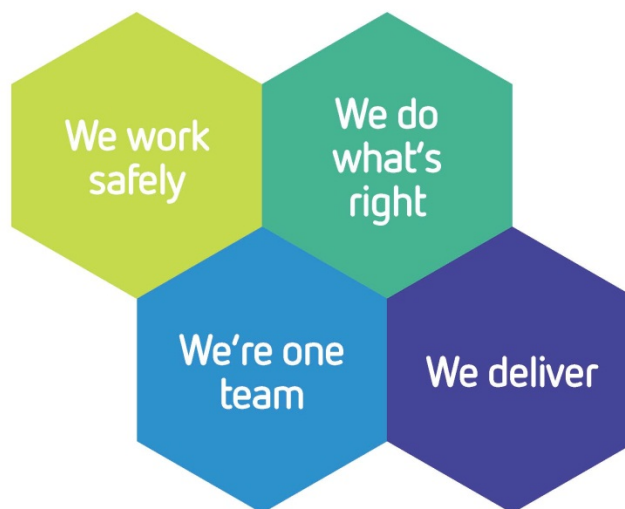 We work
safely
We do
what's
right
We're one
team
We deliver